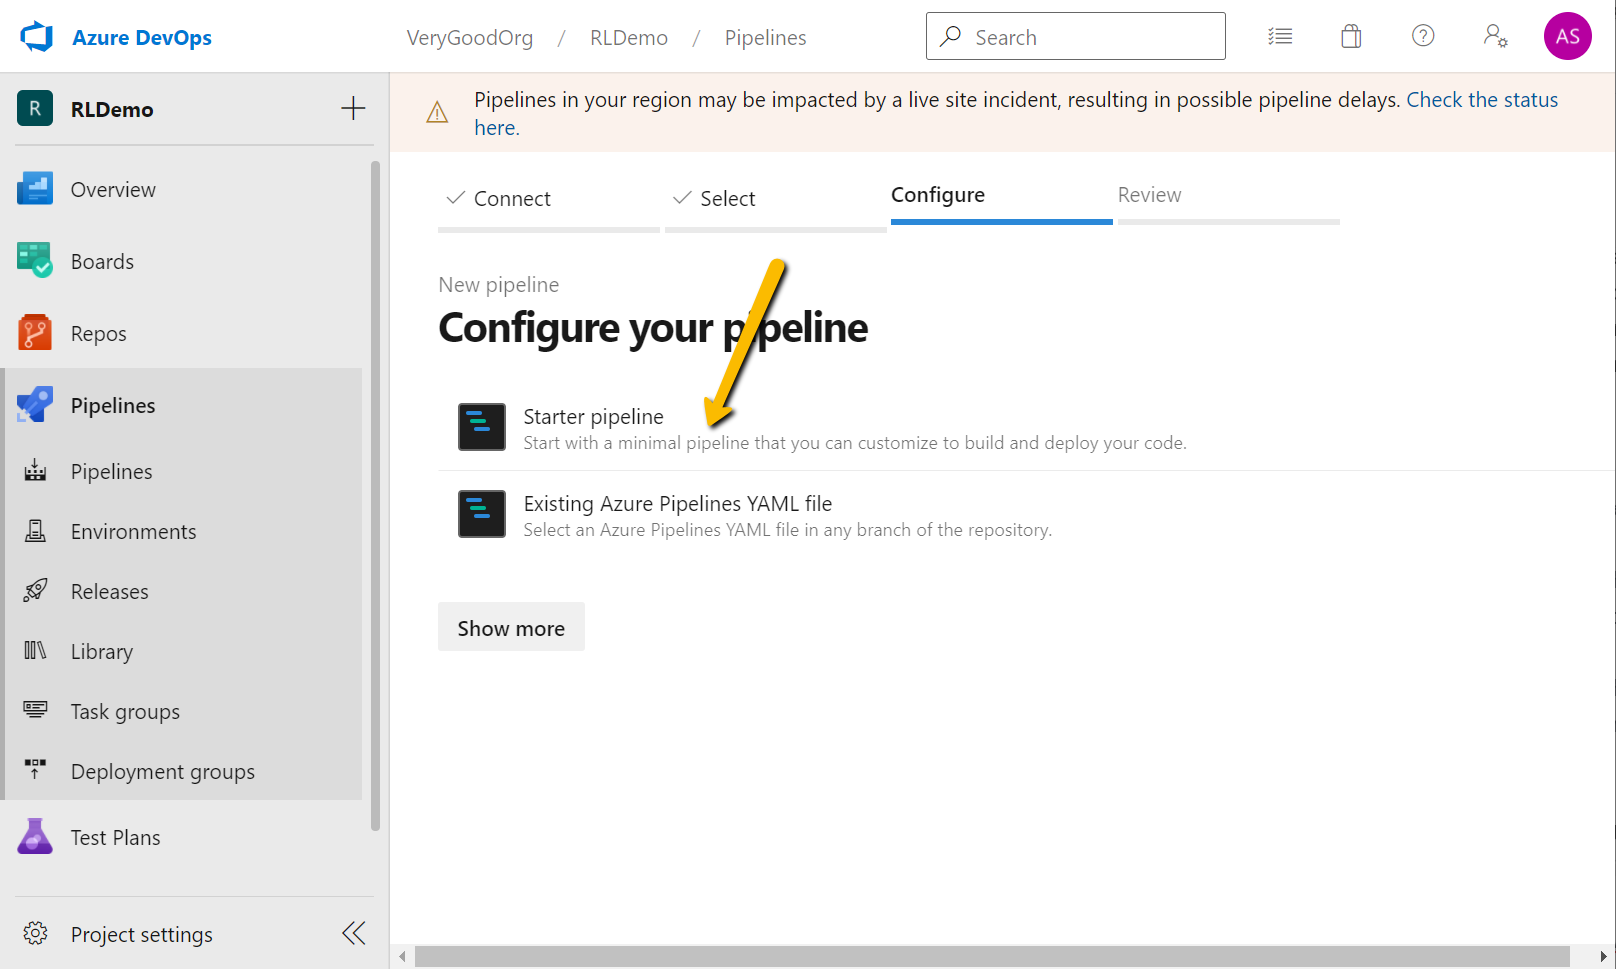 Azure DevOps
VeryGoodOrg / RLDemo / Pipelines
Search
AS
R RLDemo
Overview
Boards
Repos
Pipelines
Pipelines
Environments
Releases
Library
Task groups
Deployment groups
Test Plans
Project settings
Pipelines in your region may be impacted by a live site incident, resulting in possible pipeline delays. Check the status
here.
Connect Select Configure Review
New pipeline
Configure your pipeline
Starter pipeline
Start with a minimal pipeline that you can customize to build and deploy your code.
Existing Azure Pipelines YAML file
Select an Azure Pipelines YAML file in any branch of the repository.
Show more